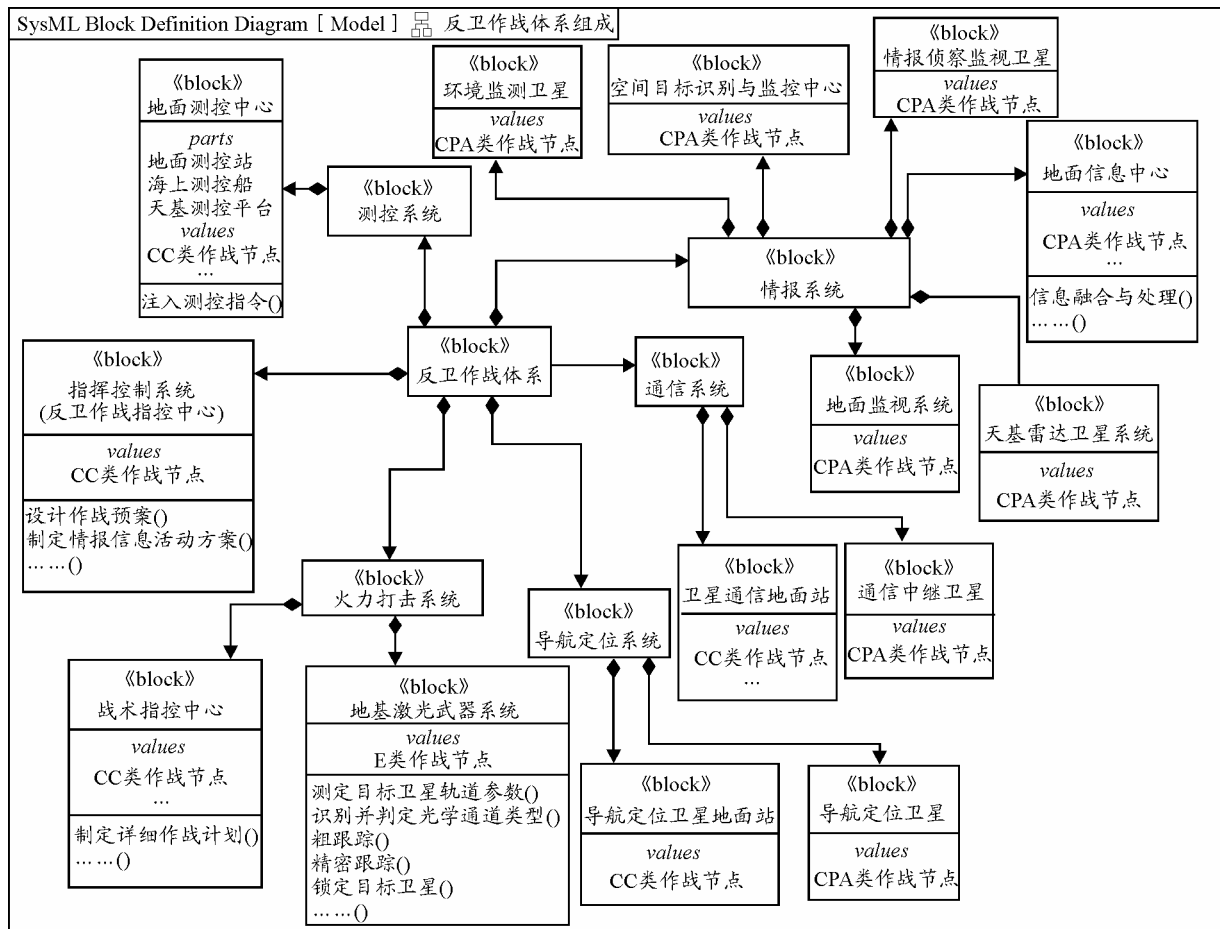 SysML Block Definition Diagram [ Model ] 反卫作战体系组成
《block》
地面测控中心
parts
地面测控站
海上测控船
天基测控平台
values
CC类作战节点
…
注入测控指令()
《block》
测控系统
《block》
环境监测卫星
values
CPA类作战节点
《block》
空间目标识别与监控中心
values
CPA类作战节点
《block》
情报侦察监视卫星
values
CPA类作战节点
《block》
地面信息中心
values
CPA类作战节点
…
信息融合与处理()
……()
《block》
情报系统
《block》
指挥控制系统
(反卫作战指控中心)
values
CC类作战节点
设计作战预案()
制定情报信息活动方案()
……()
《block》
反卫作战体系
《block》
通信系统
《block》
地面监视系统
values
CPA类作战节点
《block》
天基雷达卫星系统
values
CPA类作战节点
《block》
火力打击系统
《block》
导航定位系统
《block》
卫星通信地面站
values
CC类作战节点
…
《block》
通信中继卫星
values
CPA类作战节点
《block》
战术指控中心
values
CC类作战节点
…
制定详细作战计划()
……()
《block》
地基激光武器系统
values
E类作战节点
测定目标卫星轨道参数()
识别并判定光学通道类型()
粗跟踪()
精密跟踪()
锁定目标卫星()
……()
《block》
导航定位卫星地面站
values
CC类作战节点
《block》
导航定位卫星
values
CPA类作战节点